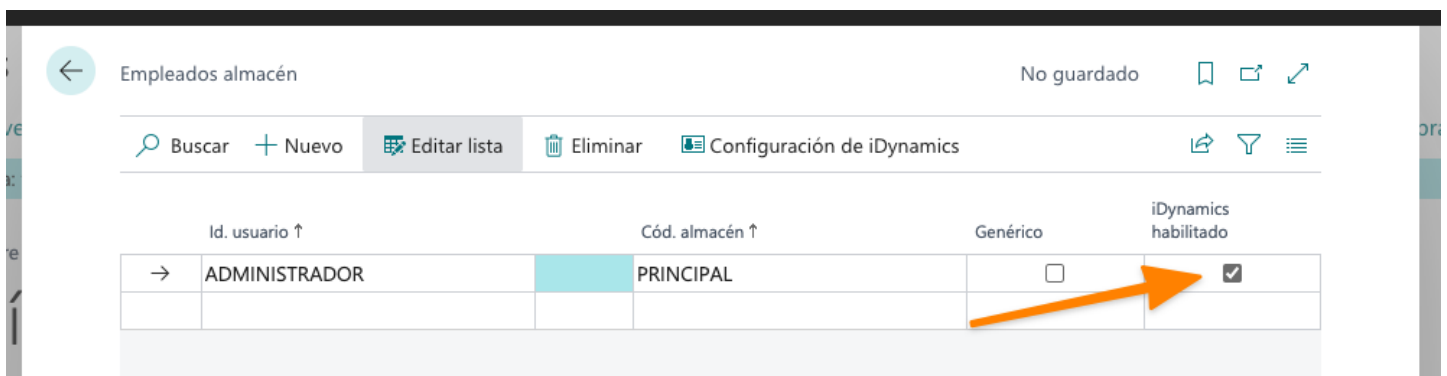 Empleados almacén No guardado
Buscar Nuevo Editar lista Eliminar Configuración de iDynamics
iDynamics
Id. usuario ↑ Cód. almacén ↑ Genérico habilitado
ADMINISTRADOR PRINCIPAL